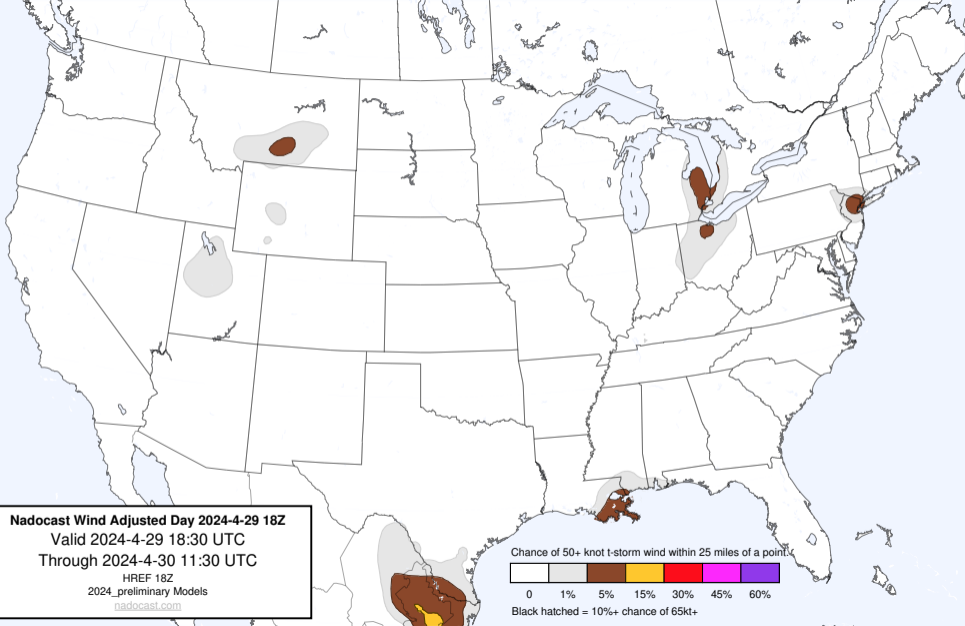 Nadocast Wind Adjusted Day 2024-4-29 18Z
Valid 2024-4-29 18:30 UTC
Through 2024-4-30 11:30 UTC
HREF 18Z
2024_preliminary Models
nadocast.com
Chance of 50+ knot t-storm wind within 25 miles of a point.
0 1% 5% 15% 30% 45% 60%
Black hatched = 10%+ chance of 65kt+